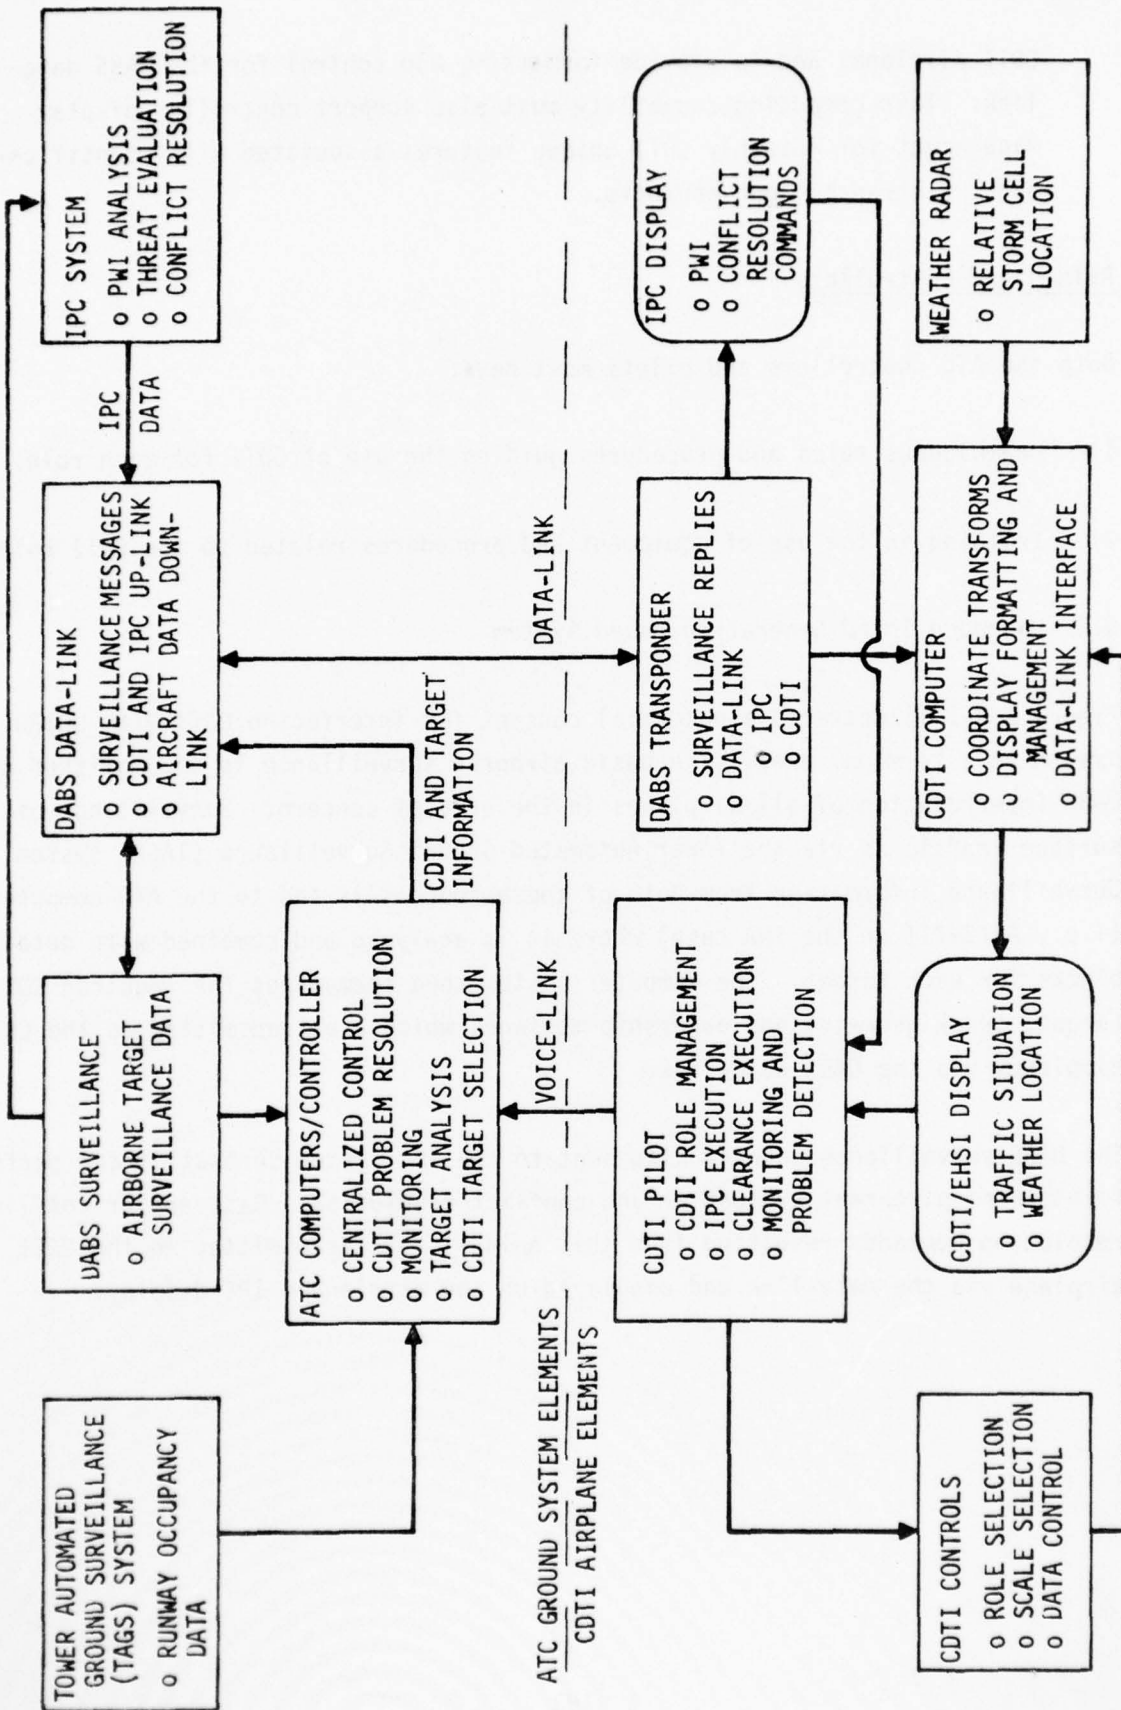 TOWER AUTOMATED
GROUND SURVEILLANCE
(TAGS) SYSTEM
o RUNWAY OCCUPANCY
DATA
DABS SURVEILLANCE
o AIRBORNE TARGET
SURVEILLANCE DATA
DABS DATA-LINK
o SURVEILLANCE MESSAGES
o CDTI AND IPC UP-LINK
o AIRCRAFT DATA DOWN-
LINK
IPC
DATA
IPC SYSTEM
o PWI ANALYSIS
o THREAT EVALUATION
o CONFLICT RESOLUTION
ATC COMPUTERS/CONTROLLER
o CENTRALIZED CONTROL
o CDTI PROBLEM RESOLUTION
o MONITORING
o TARGET ANALYSIS
o CDTI TARGET SELECTION
CDTI AND TARGET
INFORMATION
ATC GROUND SYSTEM ELEMENTS
CDTI AIRPLANE ELEMENTS
VOICE-LINK
DATA-LINK
CDTI PILOT
o CDTI ROLE MANAGEMENT
o IPC EXECUTION
o CLEARANCE EXECUTION
o MONITORING AND
PROBLEM DETECTION
DABS TRANSPONDER
o SURVEILLANCE REPLIES
o DATA-LINK
o IPC
o CDTI
IPC DISPLAY
o PWI
o CONFLICT
RESOLUTION
COMMANDS
CDTI CONTROLS
o ROLE SELECTION
o SCALE SELECTION
o DATA CONTROL
CDTI/EHSI DISPLAY
o TRAFFIC SITUATION
o WEATHER LOCATION
CDTI COMPUTER
o COORDINATE TRANSFORMS
o DISPLAY FORMATTING AND
MANAGEMENT
o DATA-LINK INTERFACE
WEATHER RADAR
o RELATIVE
STORM CELL
LOCATION